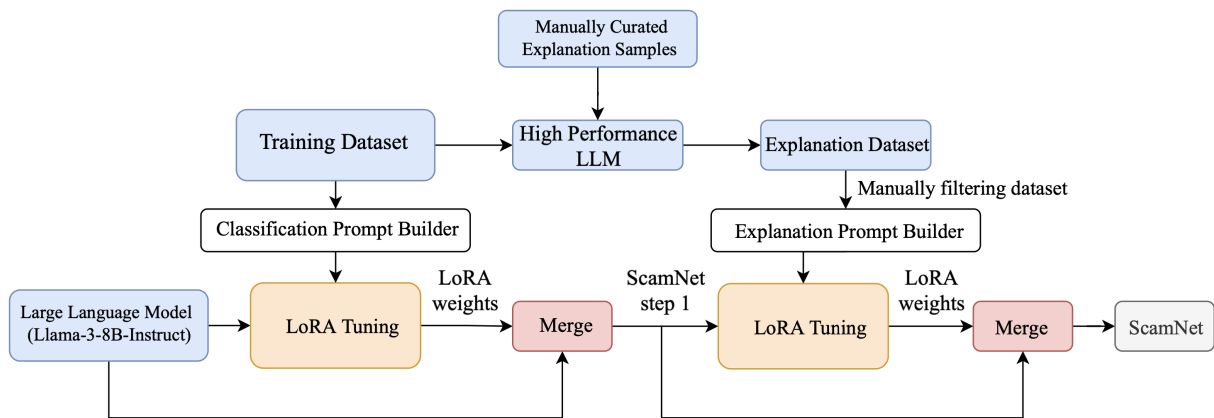 Manually Curated
Explanation Samples
Training Dataset
High Performance
LLM
Explanation Dataset
Manually filtering dataset
Classification Prompt Builder
Explanation Prompt Builder
Large Language Model
(Llama-3-8B-Instruct)
LoRA Tuning
LoRA
weights
Merge
ScamNet
step 1
LoRA Tuning
LoRA
weights
Merge
ScamNet